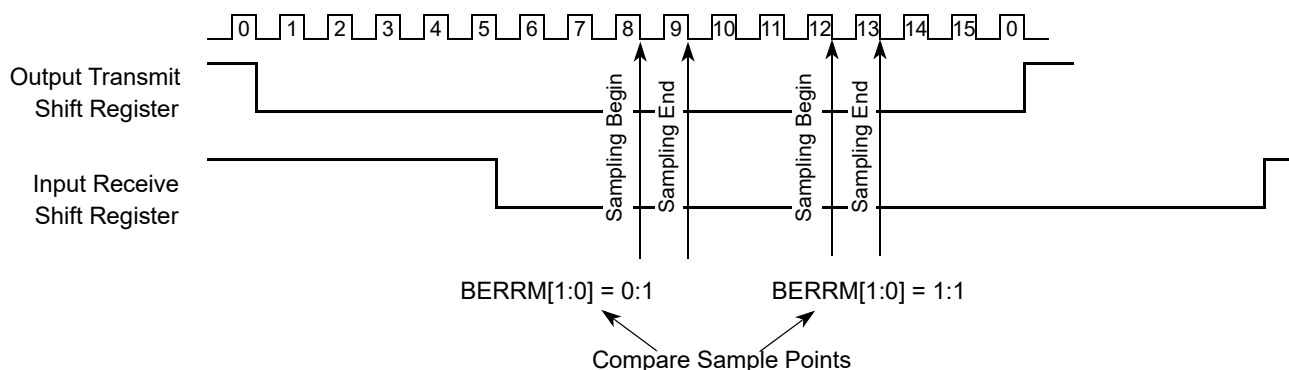 0 1 2 3 4 5 6 7 8 9 10 11 12 13 14 15 0
Output Transmit
Shift Register
Input Receive
Shift Register
Sampling Begin
Sampling End
Sampling Begin
Sampling End
BERRM[1:0] = 0:1 BERRM[1:0] = 1:1
Compare Sample Points